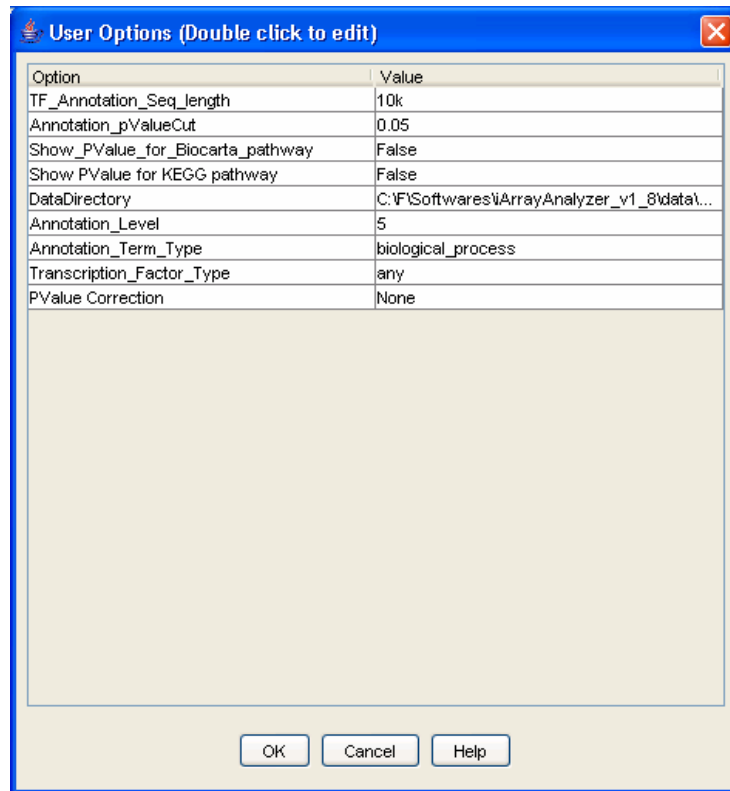 User Options (Double click to edit)
Option Value
TF_Annotation_Seq_length 10k
Annotation_pValueCut 0.05
Show_PValue_for_Biocarta_pathway False
Show PValue for KEGG pathway False
DataDirectory C:\F\Softwares\iArrayAnalyzer_v1_8\data\...
Annotation_Level 5
Annotation_Term_Type biological_process
Transcription_Factor_Type any
PValue Correction None
OK Cancel Help